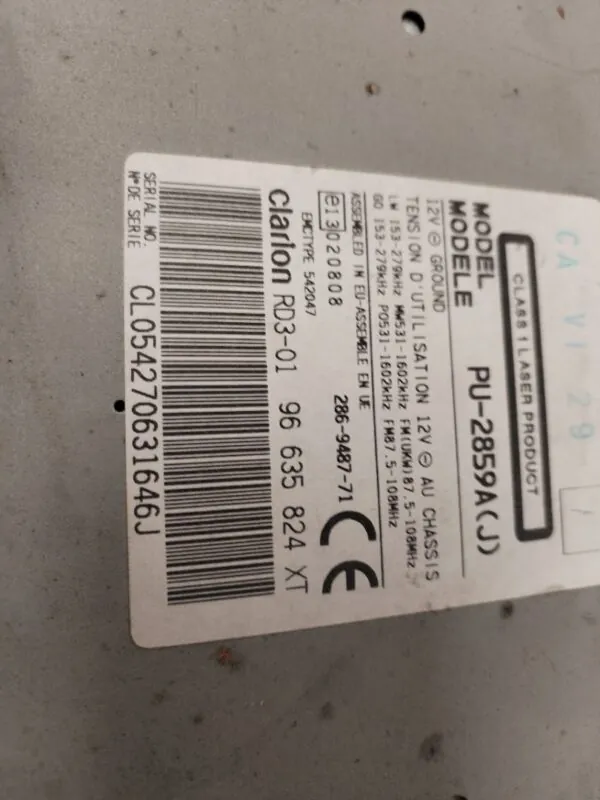 CA VI 29
/
CLASS 1 LASER PRODUCT
MODEL
MODELE PU-2859A(J)
12V ⊖ GROUND
TENSION D'UTILISATION 12V ⊖ AU CHASSIS
LW 153-279kHz MW531-1602kHz FM(UKW)87.5-108MHz
GO 153-279kHz PO531-1602kHz FM87.5-108MHz
ASSEMBLED IN EU-ASSEMBLE EN UE
e13 020808 286-9487-71 CE
EMCTYPE 542047
Clarion RD3-01 96 635 824 XT
SERIAL NO.
N° DE SERIE CL054270631646J